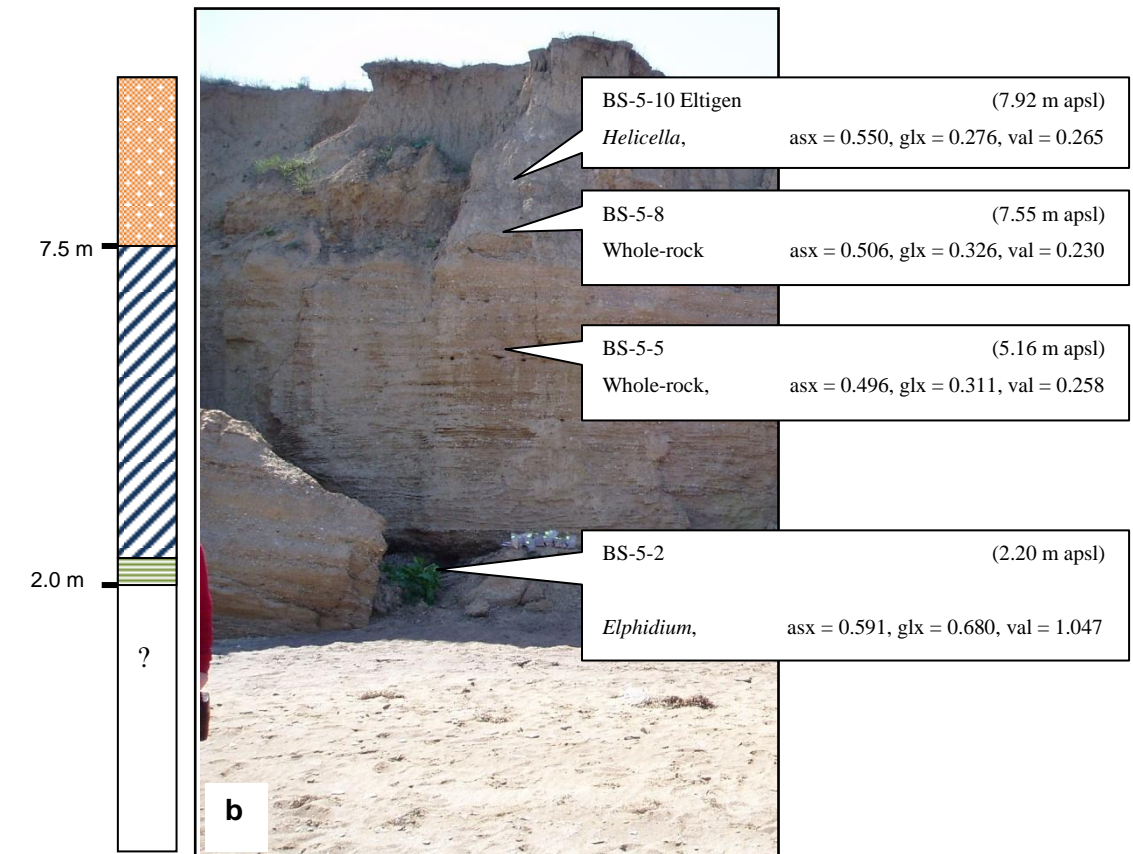 BS-5-10 Eltigen (7.92 m apsl)
Helicella, asx = 0.550, glx = 0.276, val = 0.265
BS-5-8 (7.55 m apsl)
Whole-rock asx = 0.506, glx = 0.326, val = 0.230
7.5 m
BS-5-5 (5.16 m apsl)
Whole-rock, asx = 0.496, glx = 0.311, val = 0.258
BS-5-2 (2.20 m apsl)
2.0 m
Elphidium, asx = 0.591, glx = 0.680, val = 1.047
?
b